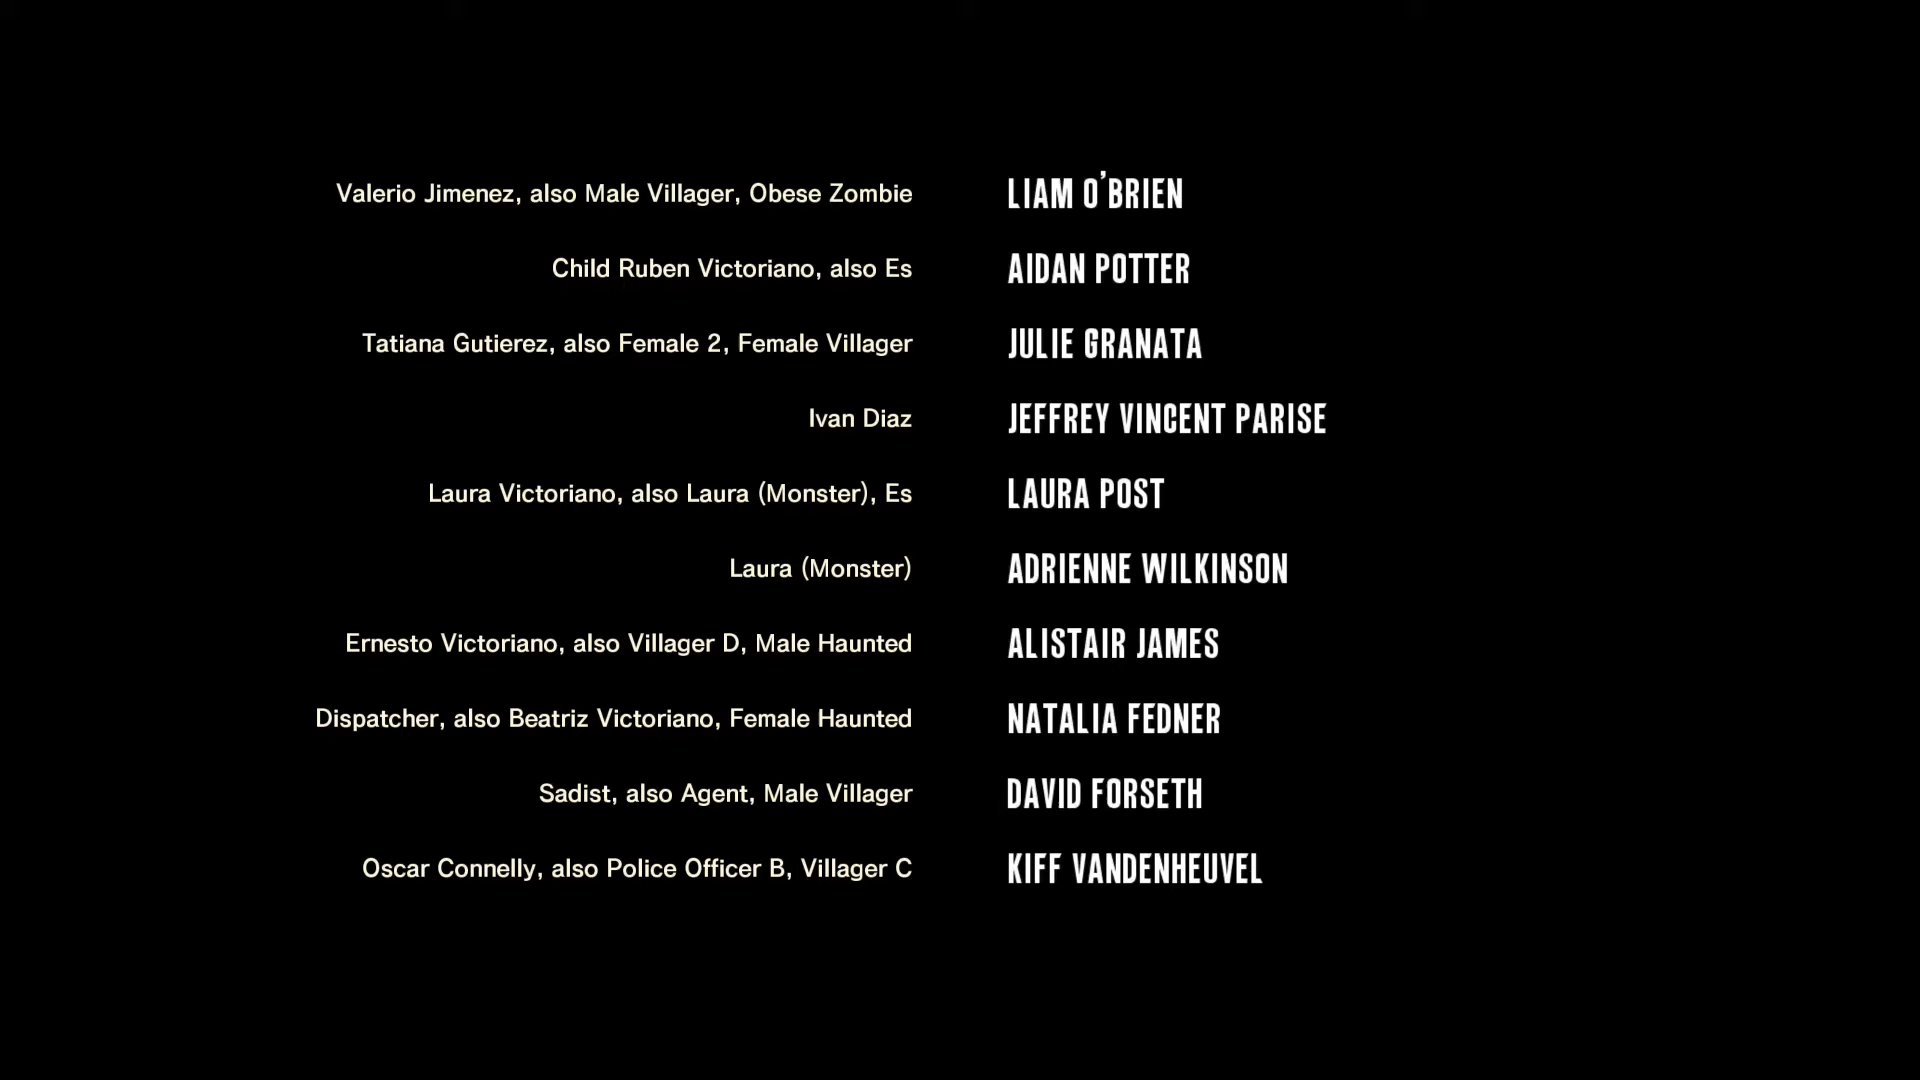 Valerio Jimenez, also Male Villager, Obese Zombie LIAM O’BRIEN
Child Ruben Victoriano, also Es AIDAN POTTER
Tatiana Gutierez, also Female 2, Female Villager JULIE GRANATA
Ivan Diaz JEFFREY VINCENT PARISE
Laura Victoriano, also Laura (Monster), Es LAURA POST
Laura (Monster) ADRIENNE WILKINSON
Ernesto Victoriano, also Villager D, Male Haunted ALISTAIR JAMES
Dispatcher, also Beatriz Victoriano, Female Haunted NATALIA FEDNER
Sadist, also Agent, Male Villager DAVID FORSETH
Oscar Connelly, also Police Officer B, Villager C KIFF VANDENHEUVEL